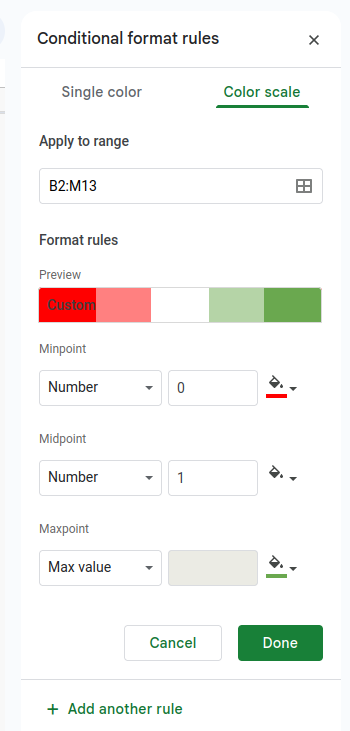 Conditional format rules
Single color Color scale
Apply to range
B2:M13
Format rules
Preview
Custom
Minpoint
Number 0
Midpoint
Number 1
Maxpoint
Max value
Cancel Done
+ Add another rule